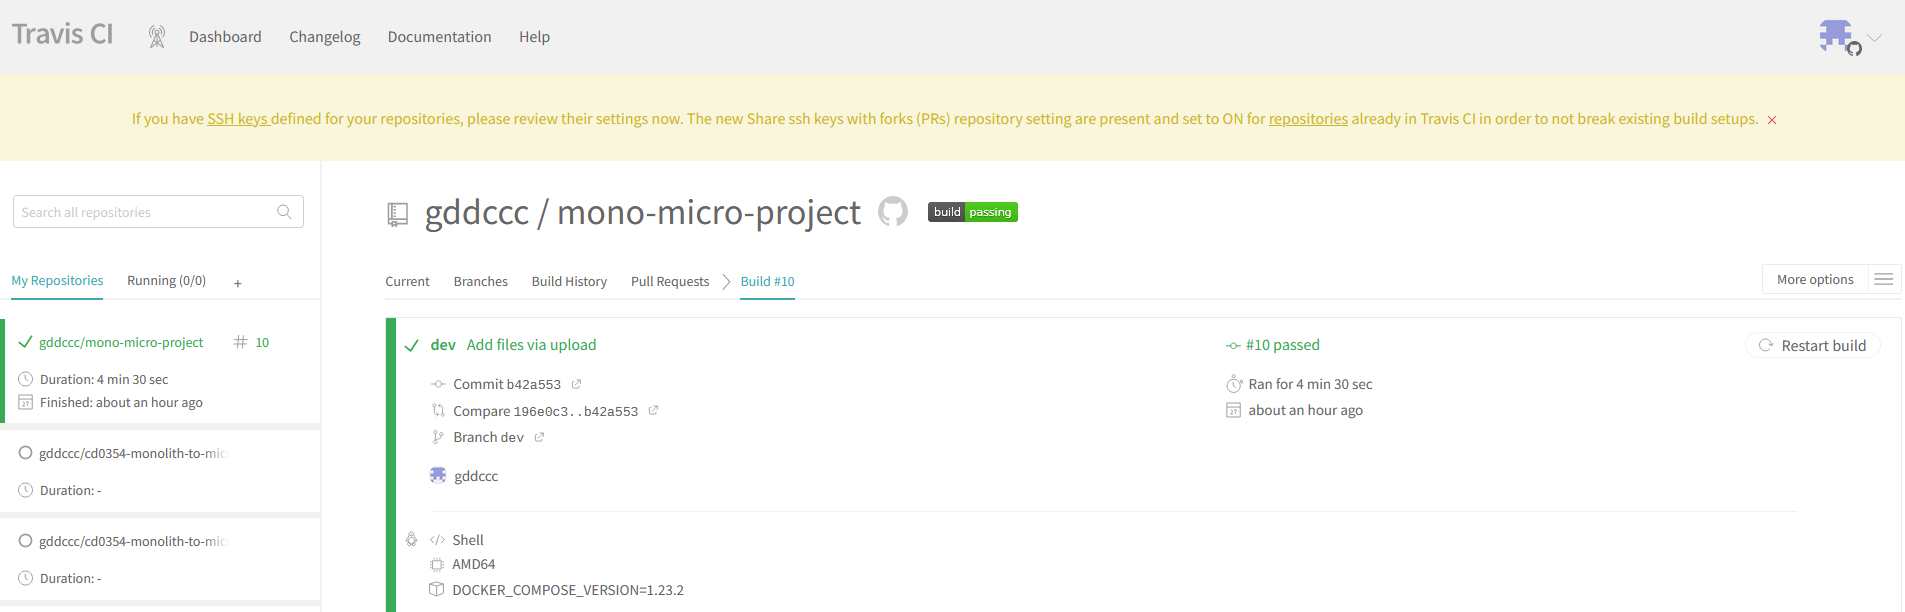 Travis CI Dashboard Changelog Documentation Help
If you have SSH keys defined for your repositories, please review their settings now. The new Share ssh keys with forks (PRs) repository setting are present and set to ON for repositories already in Travis CI in order to not break existing build setups. ×
Search all repositories
My Repositories Running (0/0) +
gddccc/mono-micro-project # 10
Duration: 4 min 30 sec
Finished: about an hour ago
gddccc/cd0354-monolith-to-mic
Duration: -
gddccc/cd0354-monolith-to-mic
Duration: -
gddccc / mono-micro-project build passing
Current Branches Build History Pull Requests Build #10 More options
dev Add files via upload
Commit b42a553
Compare 196e0c3..b42a553
Branch dev
gddccc
#10 passed
Ran for 4 min 30 sec
about an hour ago
Restart build
</> Shell
AMD64
DOCKER_COMPOSE_VERSION=1.23.2